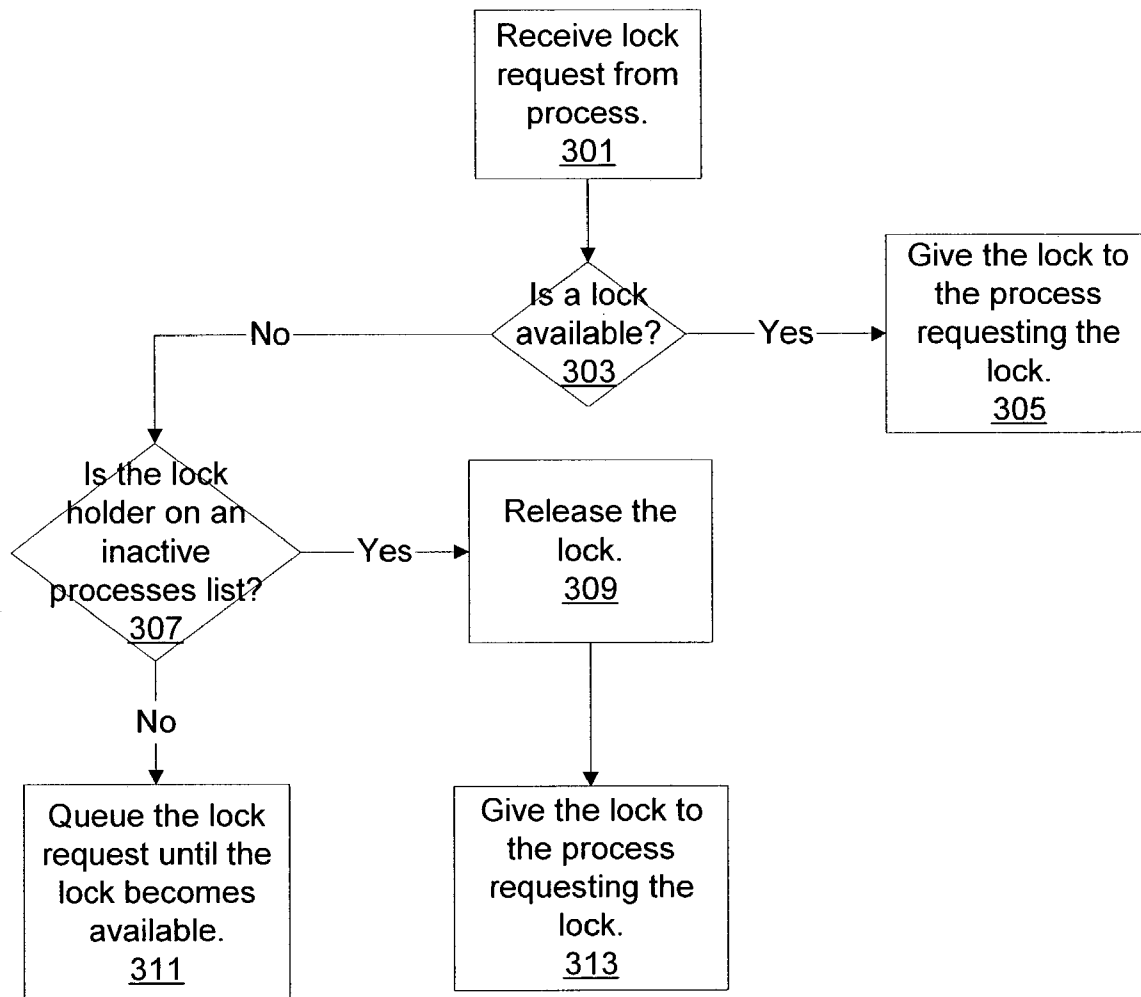 Receive lock
request from
process.
301
Is a lock
available?
303
No
Yes
Give the lock to
the process
requesting the
lock.
305
Is the lock
holder on an
inactive
processes list?
307
Yes
Release the
lock.
309
No
Queue the lock
request until the
lock becomes
available.
311
Give the lock to
the process
requesting the
lock.
313